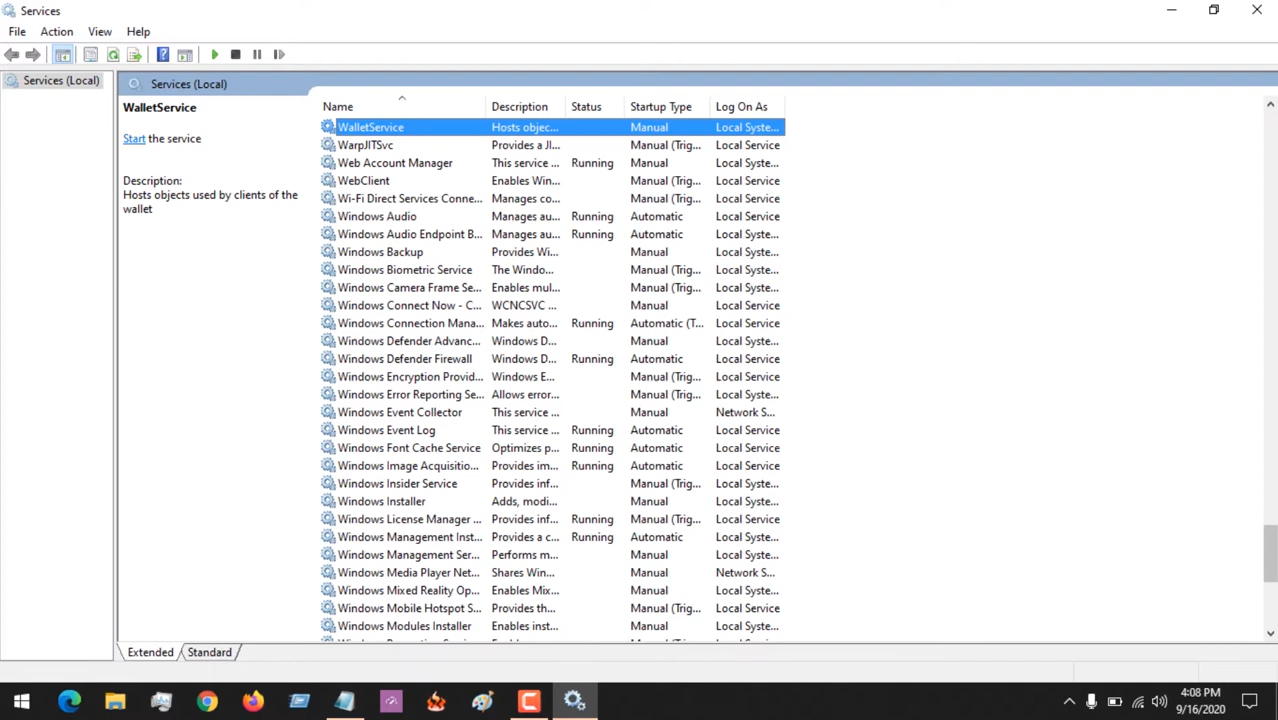 Services
File Action View Help
Services (Local)
Services (Local)
WalletService
Start the service
Description:
Hosts objects used by clients of the
wallet
Name Description Status Startup Type Log On As
WalletService Hosts objec... Manual Local Syste...
WarpJITSvc Provides a JI... Manual (Trig... Local Service
Web Account Manager This service ... Running Manual Local Syste...
WebClient Enables Win... Manual (Trig... Local Service
Wi-Fi Direct Services Conne... Manages co... Manual (Trig... Local Service
Windows Audio Manages au... Running Automatic Local Service
Windows Audio Endpoint B... Manages au... Running Automatic Local Syste...
Windows Backup Provides Wi... Manual Local Syste...
Windows Biometric Service The Windo... Manual (Trig... Local Syste...
Windows Camera Frame Se... Enables mul... Manual (Trig... Local Service
Windows Connect Now - C... WCNCSVC ... Manual Local Service
Windows Connection Mana... Makes auto... Running Automatic (T... Local Service
Windows Defender Advanc... Windows D... Manual Local Syste...
Windows Defender Firewall Windows D... Running Automatic Local Service
Windows Encryption Provid... Windows E... Manual (Trig... Local Service
Windows Error Reporting Se... Allows error... Manual (Trig... Local Syste...
Windows Event Collector This service ... Manual Network S...
Windows Event Log This service ... Running Automatic Local Service
Windows Font Cache Service Optimizes p... Running Automatic Local Service
Windows Image Acquisitio... Provides im... Running Automatic Local Service
Windows Insider Service Provides inf... Manual (Trig... Local Syste...
Windows Installer Adds, modi... Manual Local Syste...
Windows License Manager ... Provides inf... Running Manual (Trig... Local Service
Windows Management Inst... Provides a c... Running Automatic Local Syste...
Windows Management Ser... Performs m... Manual Local Syste...
Windows Media Player Net... Shares Win... Manual Network S...
Windows Mixed Reality Op... Enables Mix... Manual Local Syste...
Windows Mobile Hotspot S... Provides th... Manual (Trig... Local Service
Windows Modules Installer Enables inst... Manual Local Syste...
Extended Standard
4:08 PM
9/16/2020